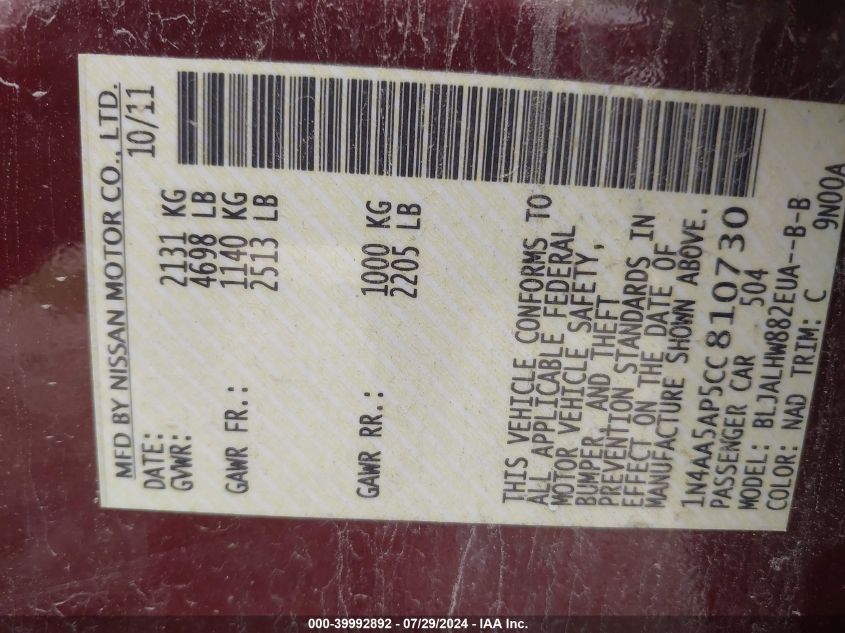 MFD BY NISSAN MOTOR CO., LTD.
DATE: 10/11
GVWR: 2131 KG
4698 LB
GAWR FR.: 1140 KG
2513 LB
GAWR RR.: 1000 KG
2205 LB
THIS VEHICLE CONFORMS TO
ALL APPLICABLE FEDERAL
MOTOR VEHICLE SAFETY,
BUMPER, AND THEFT
PREVENTION STANDARDS IN
EFFECT ON THE DATE OF
MANUFACTURE SHOWN ABOVE.
1N4AA5AP5CC810730
PASSENGER CAR 504
MODEL: BLJALHW882EUA--B-B
COLOR: NAD TRIM: C 9N00A
000-39992892 / 07/29/2024 - IAA Inc.